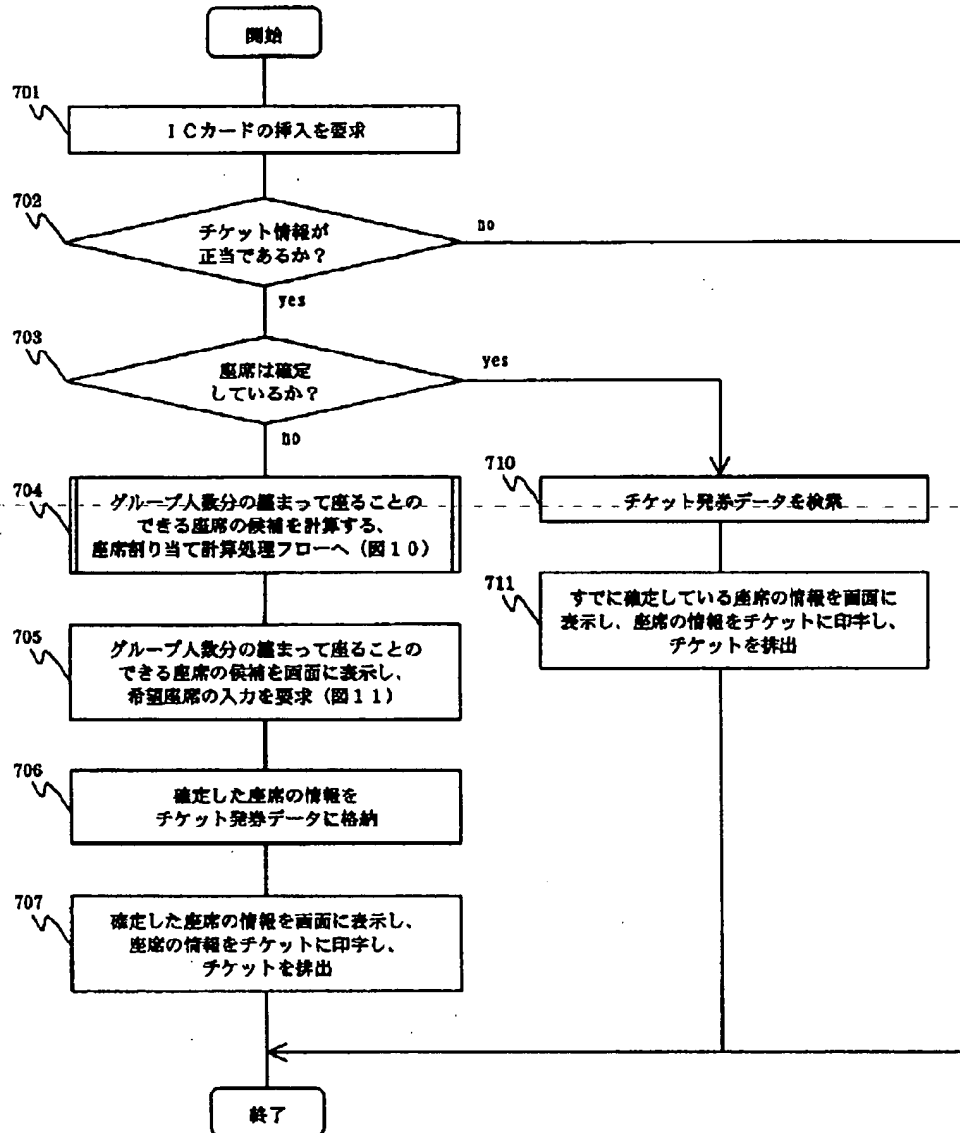 開始
701
ICカードの挿入を要求
702
チケット情報が
正当であるか?
no
yes
703
座席は確定
しているか?
yes
no
704
グループ人数分の纏まって座ることの
できる座席の候補を計算する、
座席割り当て計算処理フローへ(図10)
710
チケット発券データを検索
711
すでに確定している座席の情報を画面に
表示し、座席の情報をチケットに印字し、
チケットを排出
705
グループ人数分の纏まって座ることの
できる座席の候補を画面に表示し、
希望座席の入力を要求(図11)
706
確定した座席の情報を
チケット発券データに格納
707
確定した座席の情報を画面に表示し、
座席の情報をチケットに印字し、
チケットを排出
終了